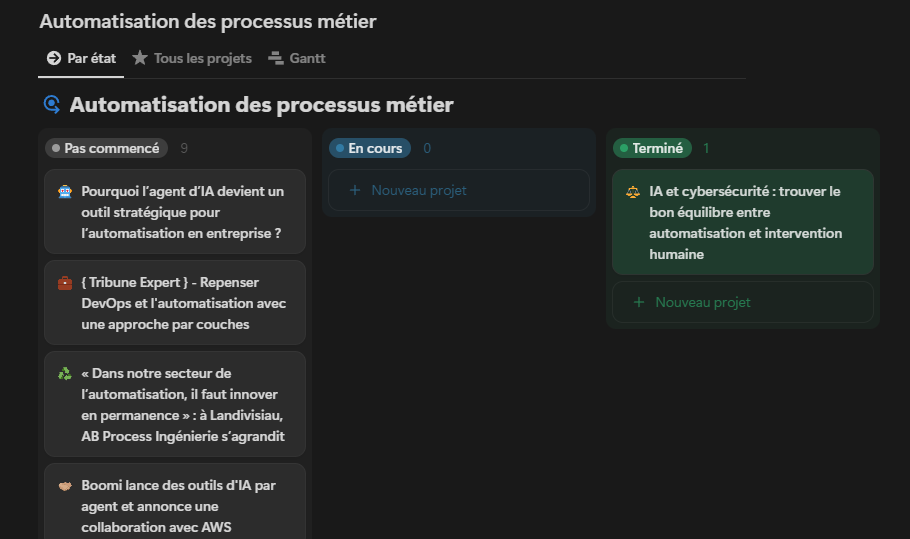 Automatisation des processus métier
Par état
Tous les projets
Gantt
Automatisation des processus métier
Pas commencé 9
Pourquoi l’agent d’IA devient un
outil stratégique pour
l’automatisation en entreprise ?
{ Tribune Expert } - Repenser
DevOps et l'automatisation avec
une approche par couches
« Dans notre secteur de
l’automatisation, il faut innover
en permanence » : à Landivisiau,
AB Process Ingénierie s’agrandit
Boomi lance des outils d'IA par
agent et annonce une
collaboration avec AWS
En cours 0
+ Nouveau projet
Terminé 1
IA et cybersécurité : trouver le
bon équilibre entre
automatisation et intervention
humaine
+ Nouveau projet